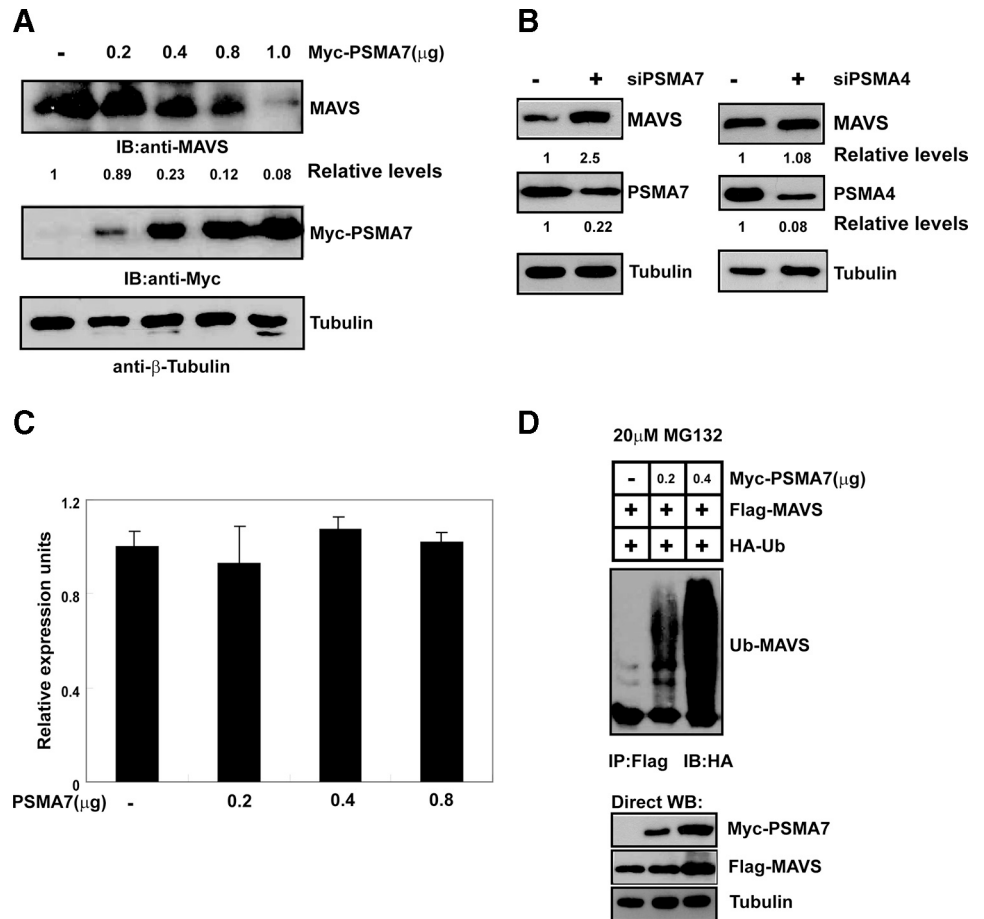 A
- 0.2 0.4 0.8 1.0 Myc-PSMA7(μg)
MAVS
IB:anti-MAVS
1 0.89 0.23 0.12 0.08 Relative levels
Myc-PSMA7
IB:anti-Myc
Tubulin
anti-β-Tubulin
B
- + siPSMA7
MAVS
1 2.5
PSMA7
1 0.22
Tubulin
- + siPSMA4
MAVS
1 1.08 Relative levels
PSMA4
1 0.08 Relative levels
Tubulin
C
Relative expression units
1.2
0.8
0.4
0
PSMA7(μg) - 0.2 0.4 0.8
D
20μM MG132
- 0.2 0.4 Myc-PSMA7(μg)
+ + + Flag-MAVS
+ + + HA-Ub
Ub-MAVS
IP:Flag IB:HA
Direct WB:
Myc-PSMA7
Flag-MAVS
Tubulin